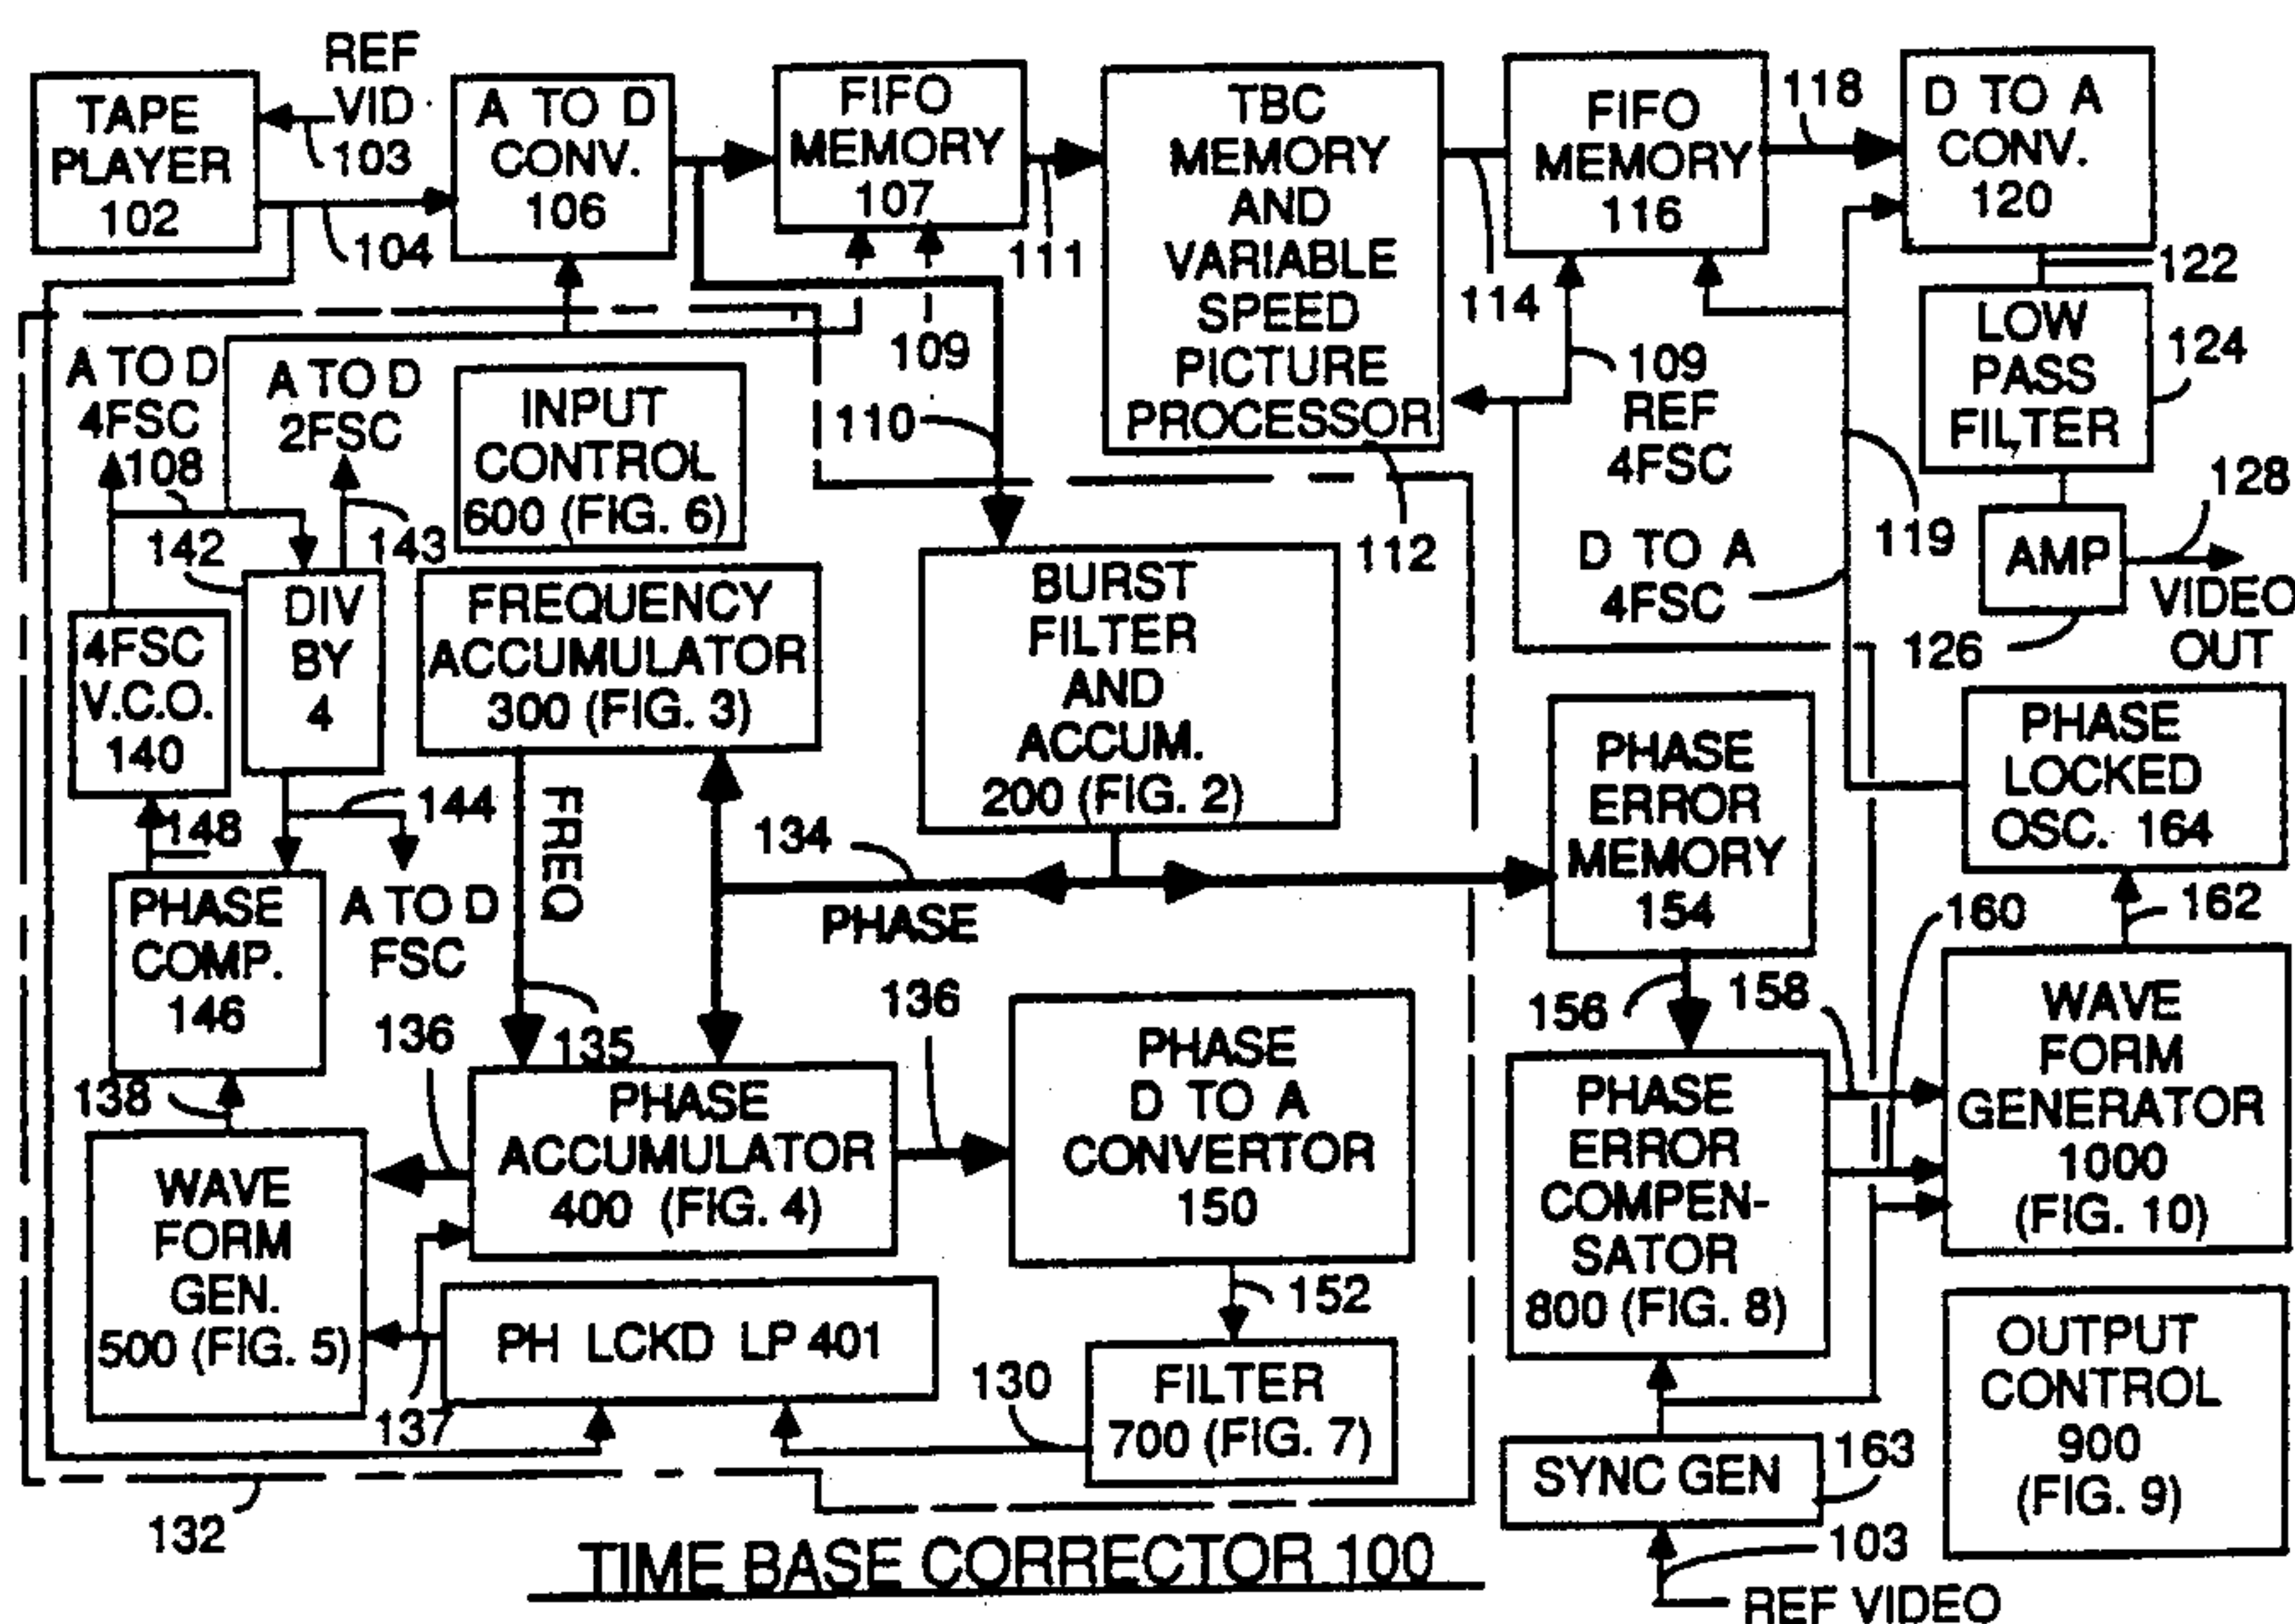 REF
VID
103
TAPE
PLAYER
102
104
A TO D
CONV.
106
FIFO
MEMORY
107
111
TBC
MEMORY
AND
VARIABLE
SPEED
PICTURE
PROCESSOR
114
FIFO
MEMORY
116
118
D TO A
CONV.
120
122
LOW
PASS
FILTER
124
109
109
REF
4FSC
110
112
A TO D
4FSC
108
A TO D
2FSC
INPUT
CONTROL
600 (FIG. 6)
142
143
DIV
BY
4
4FSC
V.C.O.
140
FREQUENCY
ACCUMULATOR
300 (FIG. 3)
BURST
FILTER
AND
ACCUM.
200 (FIG. 2)
D TO A
4FSC
119
AMP
128
VIDEO
OUT
126
148
144
A TO D
FSC
FREQ
134
PHASE
PHASE
ERROR
MEMORY
154
PHASE
LOCKED
OSC. 164
160
162
PHASE
COMP.
146
138
136
135
136
156
158
PHASE
ACCUMULATOR
400 (FIG. 4)
PHASE
D TO A
CONVERTOR
150
PHASE
ERROR
COMPEN-
SATOR
800 (FIG. 8)
WAVE
FORM
GENERATOR
1000
(FIG. 10)
WAVE
FORM
GEN.
500 (FIG. 5)
PH LCKD LP 401
137
152
130
FILTER
700 (FIG. 7)
OUTPUT
CONTROL
900
(FIG. 9)
SYNC GEN
163
132
103
REF VIDEO
TIME BASE CORRECTOR 100